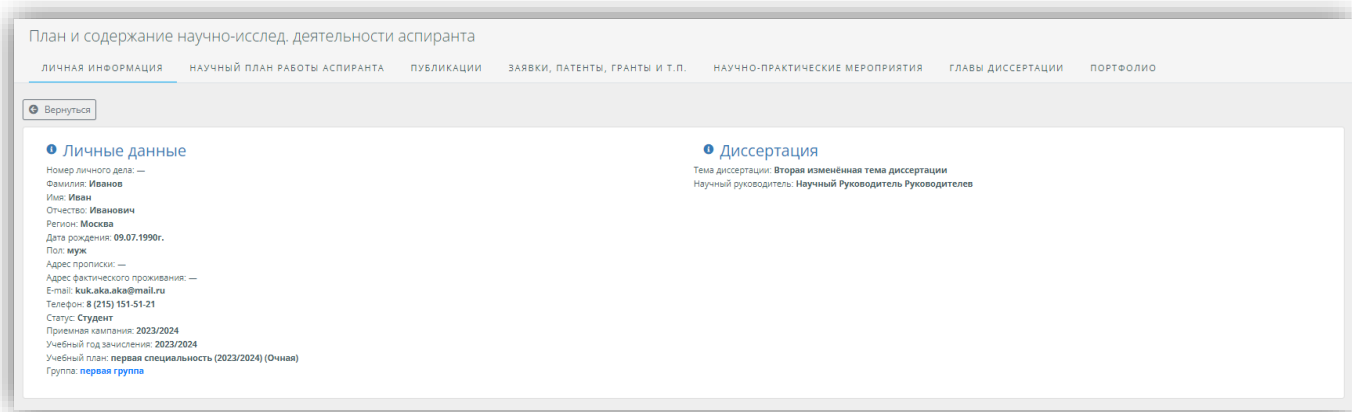 План и содержание научно-исслед. деятельности аспиранта
ЛИЧНАЯ ИНФОРМАЦИЯ НАУЧНЫЙ ПЛАН РАБОТЫ АСПИРАНТА ПУБЛИКАЦИИ ЗАЯВКИ, ПАТЕНТЫ, ГРАНТЫ И Т.П. НАУЧНО-ПРАКТИЧЕСКИЕ МЕРОПРИЯТИЯ ГЛАВЫ ДИССЕРТАЦИИ ПОРТФОЛИО
Вернуться
Личные данные
Номер личного дела: —
Фамилия: Иванов
Имя: Иван
Отчество: Иванович
Регион: Москва
Дата рождения: 09.07.1990г.
Пол: муж
Адрес прописки: —
Адрес фактического проживания: —
E-mail: kuk.aka.aka@mail.ru
Телефон: 8 (215) 151-51-21
Статус: Студент
Приемная кампания: 2023/2024
Учебный год зачисления: 2023/2024
Учебный план: первая специальность (2023/2024) (Очная)
Группа: первая группа
Диссертация
Тема диссертации: Вторая изменённая тема диссертации
Научный руководитель: Научный Руководитель Руководителев